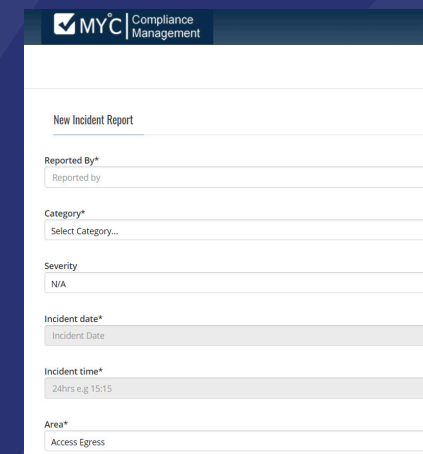 MY°C Compliance
Management
New Incident Report
Reported By*
Reported by
Category*
Select Category...
Severity
N/A
Incident date*
Incident Date
Incident time*
24hrs e.g 15:15
Area*
Access Egress